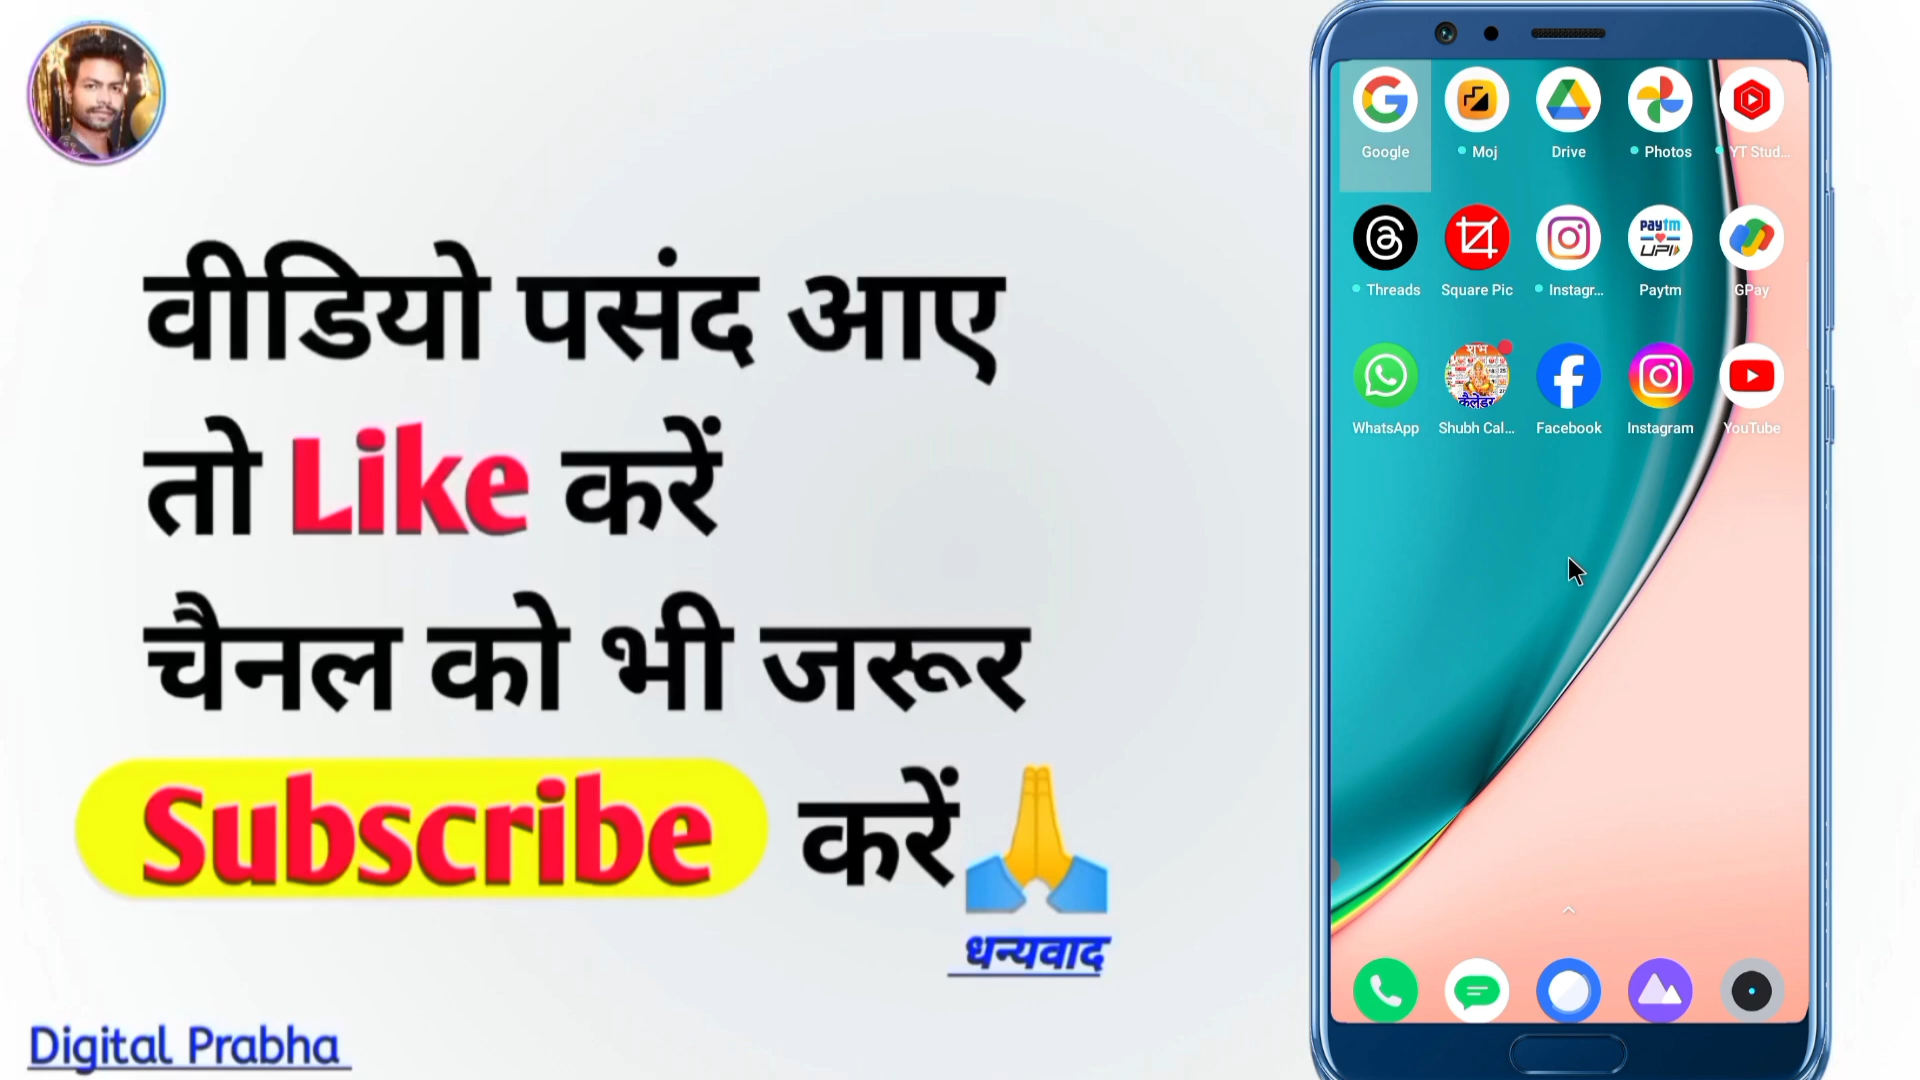 वीडियो पसंद आए
तो Like करें
चैनल को भी जरूर
Subscribe करें
धन्यवाद
Digital Prabha
Google Moj Drive Photos YT Stud...
Threads Square Pic Instagr... Paytm GPay
paytm
UPI
शुभ
कैलेंडर
WhatsApp Shubh Cal... Facebook Instagram YouTube